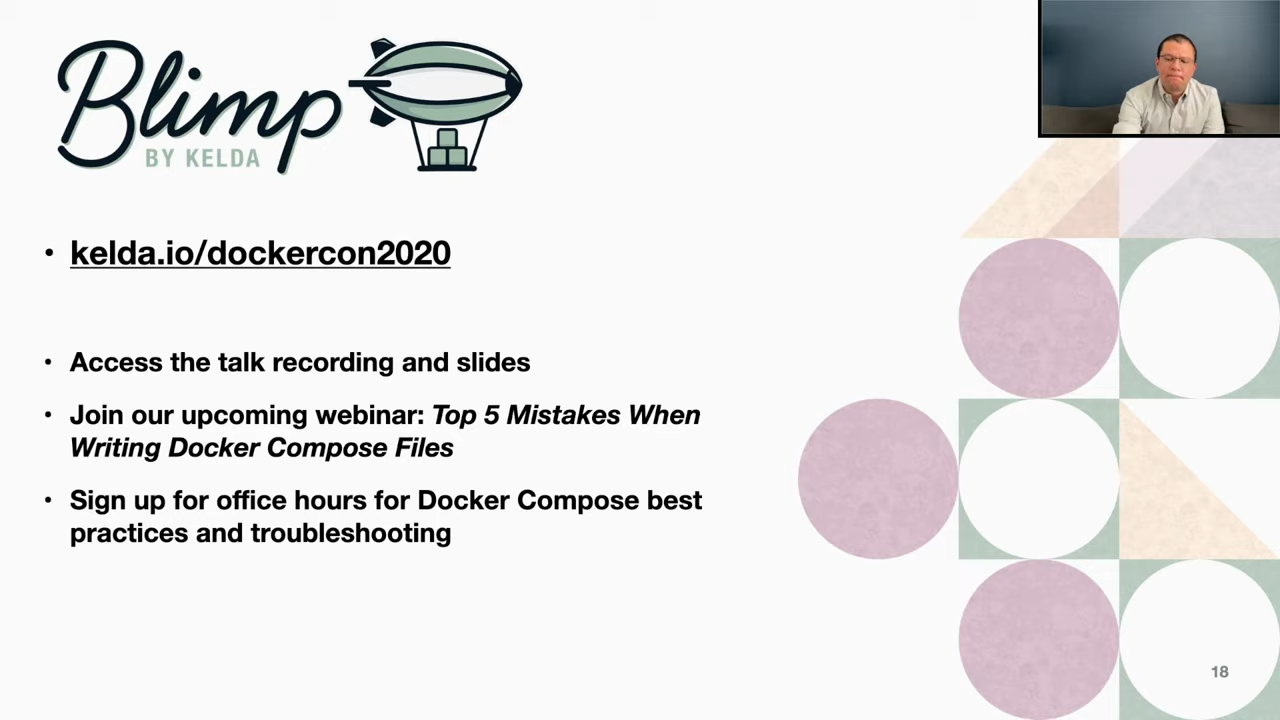 Blimp
BY KELDA
• kelda.io/dockercon2020
• Access the talk recording and slides
• Join our upcoming webinar: Top 5 Mistakes When
Writing Docker Compose Files
• Sign up for office hours for Docker Compose best
practices and troubleshooting
18